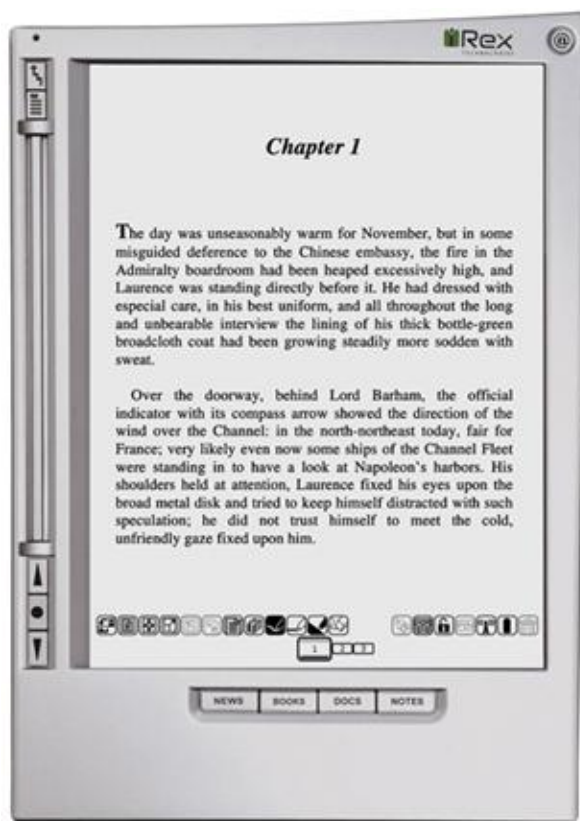 iRex
TECHNOLOGIES
@
Chapter 1
The day was unseasonably warm for November, but in some
misguided deference to the Chinese embassy, the fire in the
Admiralty boardroom had been heaped excessively high, and
Laurence was standing directly before it. He had dressed with
especial care, in his best uniform, and all throughout the long
and unbearable interview the lining of his thick bottle-green
broadcloth coat had been growing steadily more sodden with
sweat.
Over the doorway, behind Lord Barham, the official
indicator with its compass arrow showed the direction of the
wind over the Channel: in the north-northeast today, fair for
France; very likely even now some ships of the Channel Fleet
were standing in to have a look at Napoleon's harbors. His
shoulders held at attention, Laurence fixed his eyes upon the
broad metal disk and tried to keep himself distracted with such
speculation; he did not trust himself to meet the cold,
unfriendly gaze fixed upon him.
1 2 3
NEWS BOOKS DOCS NOTES